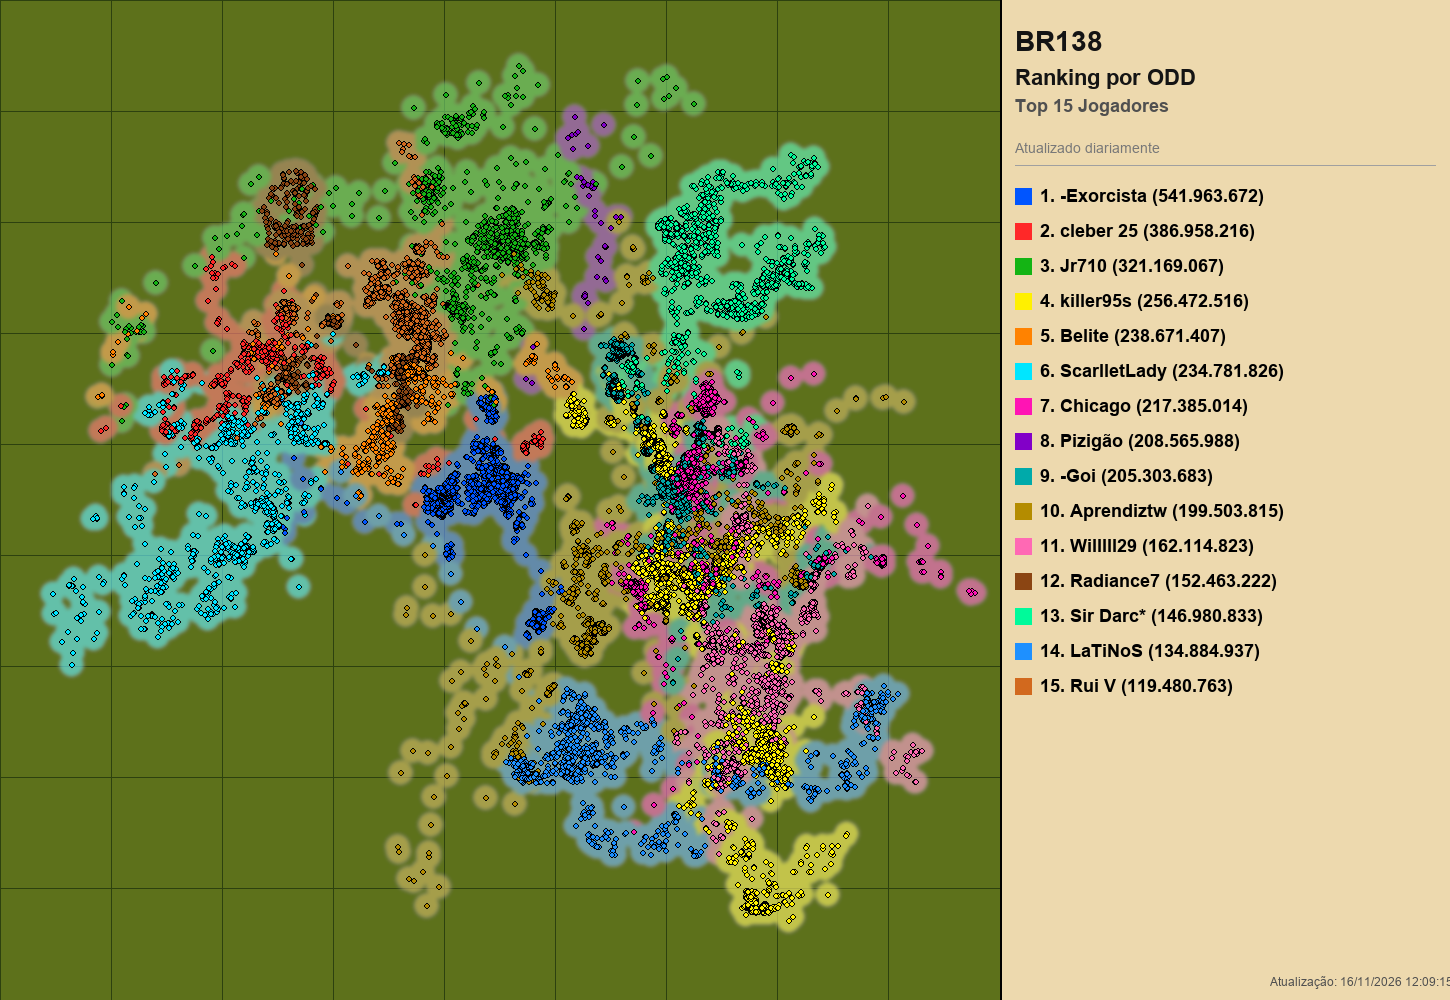 BR138
Ranking por ODD
Top 15 Jogadores
Atualizado diariamente
1. -Exorcista (541.963.672)
2. cleber 25 (386.958.216)
3. Jr710 (321.169.067)
4. killer95s (256.472.516)
5. Belite (238.671.407)
6. ScarlletLady (234.781.826)
7. Chicago (217.385.014)
8. Pizigão (208.565.988)
9. -Goi (205.303.683)
10. Aprendiztw (199.503.815)
11. Willlll29 (162.114.823)
12. Radiance7 (152.463.222)
13. Sir Darc* (146.980.833)
14. LaTiNoS (134.884.937)
15. Rui V (119.480.763)
Atualização: 16/11/2026 12:09:15